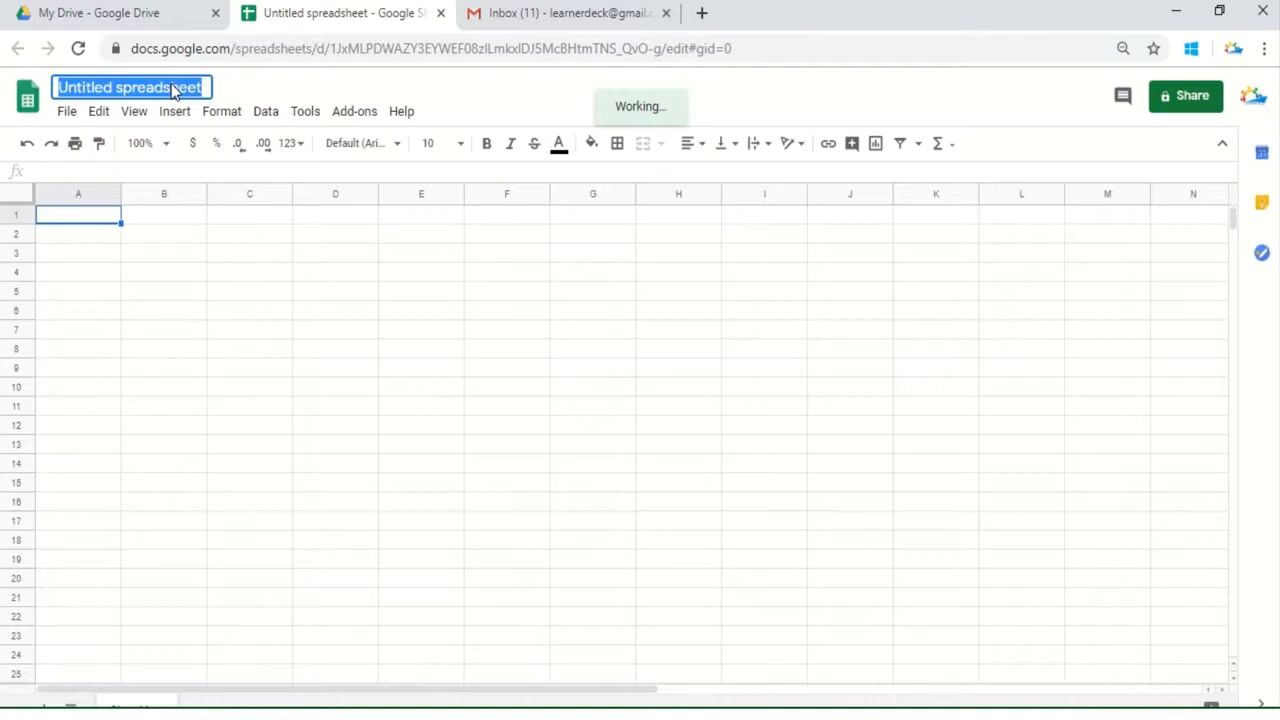 My Drive - Google Drive
Untitled spreadsheet - Google S
Inbox (11) - learnerdeck@gmail.
docs.google.com/spreadsheets/d/1JxMLPDWAZY3EYWEF08zlLmkxlDJ5McBHtmTNS_QvO-g/edit#gid=0
Untitled spreadsheet
File Edit View Insert Format Data Tools Add-ons Help
Working...
Share
100% $ % .0 .00 123 Default (Ari... 10 B I S A Σ
fx
A B C D E F G H I J K L M N
1
2
3
4
5
6
7
8
9
10
11
12
13
14
15
16
17
18
19
20
21
22
23
24
25